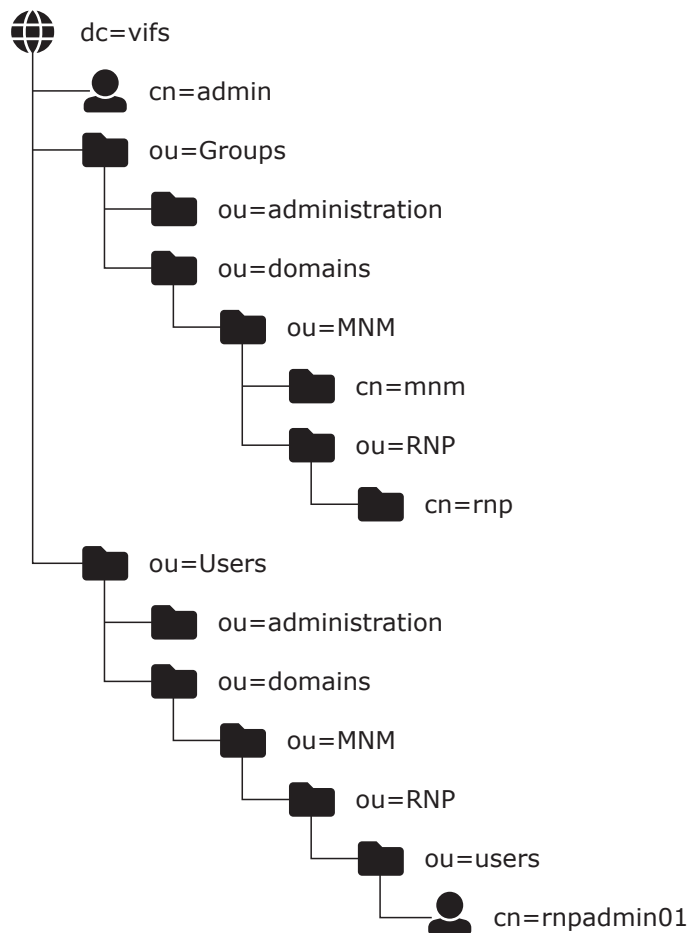 dc=vifs
cn=admin
ou=Groups
ou=administration
ou=domains
ou=MNM
cn=mnm
ou=RNP
cn=rnp
ou=Users
ou=administration
ou=domains
ou=MNM
ou=RNP
ou=users
cn=rnpadmin01